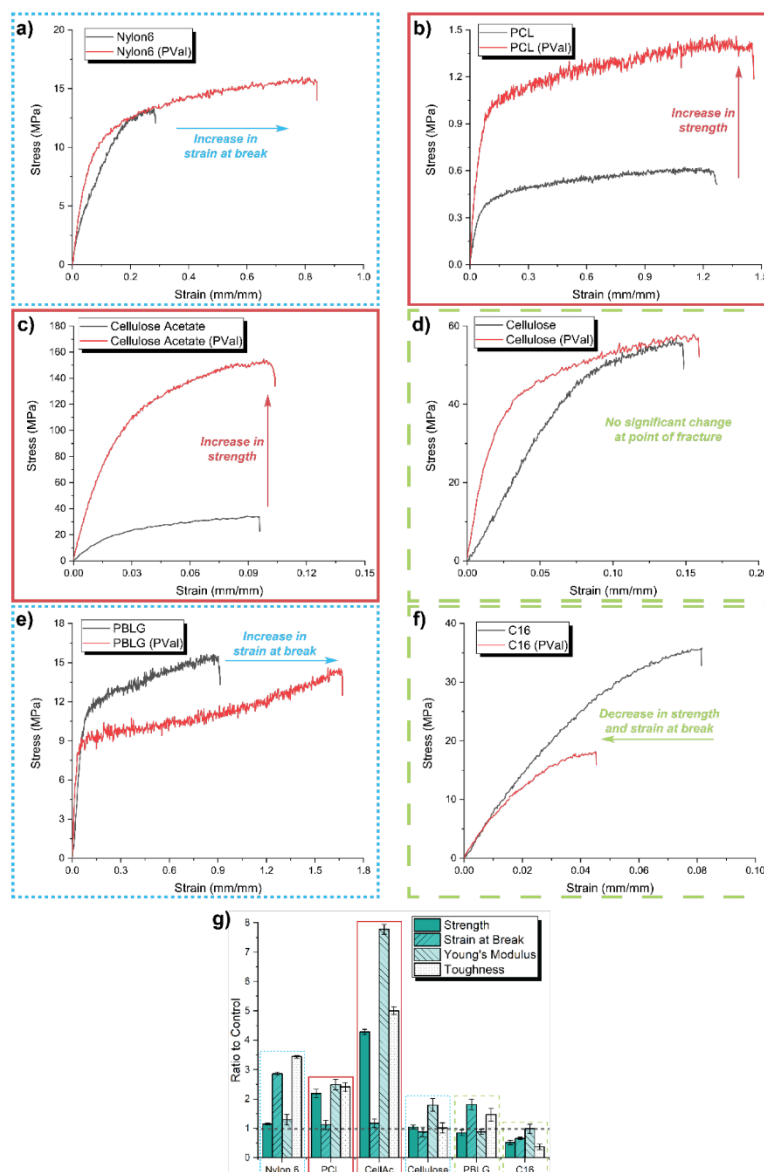 a)
Nylon6
Nylon6 (PVal)
Stress (MPa)
20
15
10
5
0
Increase in
strain at break
0.0 0.2 0.4 0.6 0.8 1.0
Strain (mm/mm)
b)
PCL
PCL (PVal)
Stress (MPa)
1.5
1.2
0.9
0.6
0.3
0.0
Increase in
strength
0.0 0.3 0.6 0.9 1.2 1.5
Strain (mm/mm)
c)
Cellulose Acetate
Cellulose Acetate (PVal)
Stress (MPa)
180
160
140
120
100
80
60
40
20
0
Increase in
strength
0.00 0.05 0.10 0.15
Strain (mm/mm)
d)
Cellulose
Cellulose (PVal)
Stress (MPa)
60
40
20
0
No significant change
at point of fracture
0.00 0.05 0.10 0.15 0.20
Strain (mm/mm)
e)
PBLG
PBLG (PVal)
Stress (MPa)
18
15
12
9
6
3
0
Increase in
strain at break
0.0 0.3 0.6 0.9 1.2 1.5 1.8
Strain (mm/mm)
f)
C16
C16 (PVal)
Stress (MPa)
40
30
20
10
0
Decrease in strength
and strain at break
0.00 0.02 0.04 0.06 0.08 0.10
Strain (mm/mm)
g)
Strength
Strain at Break
Young's Modulus
Toughness
Ratio to Control
8
7
6
5
4
3
2
1
0
Nylon 6 PCL CellAc Cellulose PBLG C16